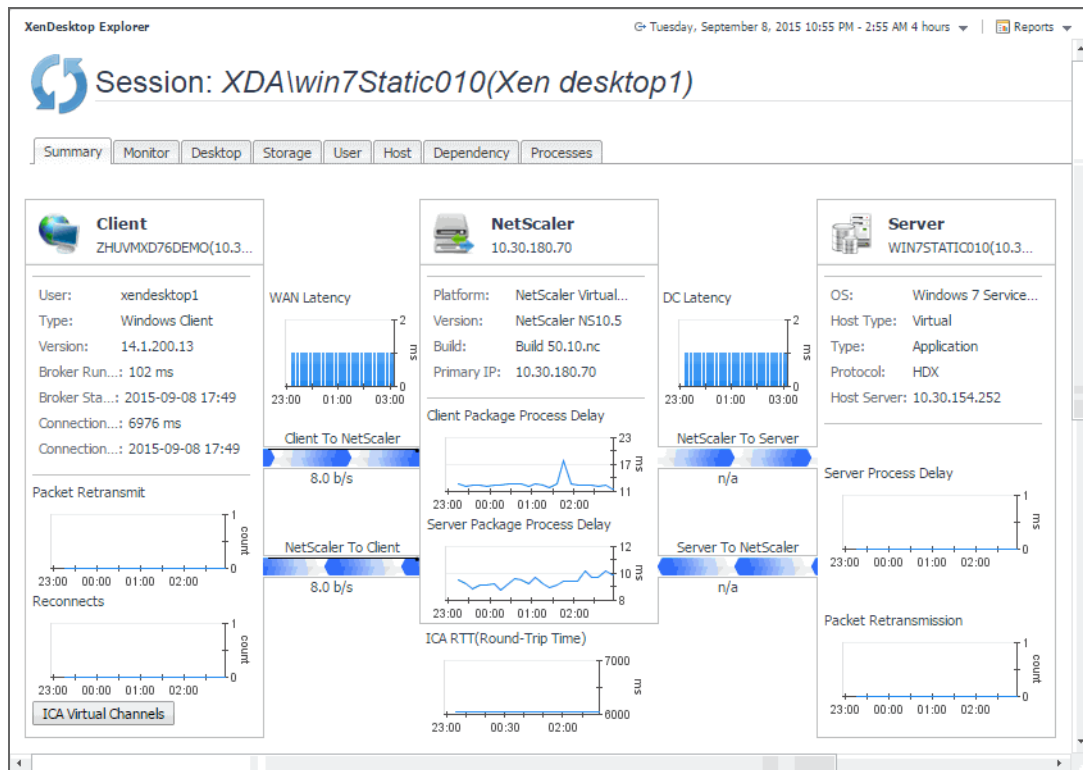 XenDesktop Explorer
Tuesday, September 8, 2015 10:55 PM - 2:55 AM 4 hours
Reports
Session: XDA\win7Static010(Xen desktop1)
Summary Monitor Desktop Storage User Host Dependency Processes
Client
ZHUVMXD76DEMO(10.3...
User: xendesktop1
Type: Windows Client
Version: 14.1.200.13
Broker Run...: 102 ms
Broker Sta...: 2015-09-08 17:49
Connection...: 6976 ms
Connection...: 2015-09-08 17:49
Packet Retransmit
1
count
0
23:00 00:00 01:00 02:00
Reconnects
1
count
0
23:00 00:00 01:00 02:00
ICA Virtual Channels
WAN Latency
2
ms
0
23:00 01:00 03:00
Client To NetScaler
8.0 b/s
NetScaler To Client
8.0 b/s
NetScaler
10.30.180.70
Platform: NetScaler Virtual...
Version: NetScaler NS10.5
Build: Build 50.10.nc
Primary IP: 10.30.180.70
Client Package Process Delay
23
17
ms
11
23:00 00:00 01:00 02:00
Server Package Process Delay
12
10
ms
8
23:00 00:00 01:00 02:00
ICA RTT(Round-Trip Time)
7000
ms
6000
23:00 00:30 02:00
DC Latency
2
ms
0
23:00 01:00 03:00
NetScaler To Server
n/a
Server To NetScaler
n/a
Server
WIN7STATIC010(10.3...
OS: Windows 7 Service...
Host Type: Virtual
Type: Application
Protocol: HDX
Host Server: 10.30.154.252
Server Process Delay
1
ms
0
23:00 00:00 01:00 02:00
Packet Retransmission
1
count
0
23:00 00:00 01:00 02:00